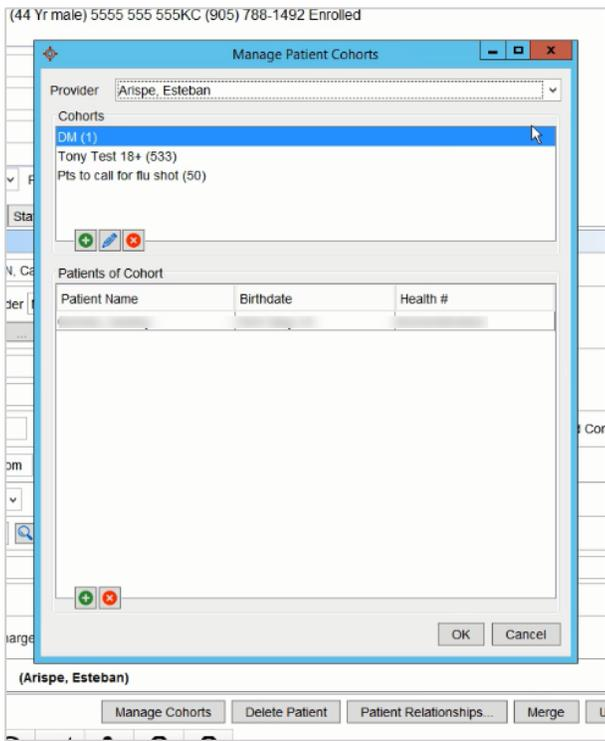 (44 Yr male) 5555 555 555KC (905) 788-1492 Enrolled
Manage Patient Cohorts
Provider Arispe, Esteban
Cohorts
DM (1)
Tony Test 18+ (533)
Pts to call for flu shot (50)
Sta
N, Ca
Patients of Cohort
der
Patient Name Birthdate Health #
...
Cor
om
arge
OK Cancel
(Arispe, Esteban)
Manage Cohorts Delete Patient Patient Relationships... Merge